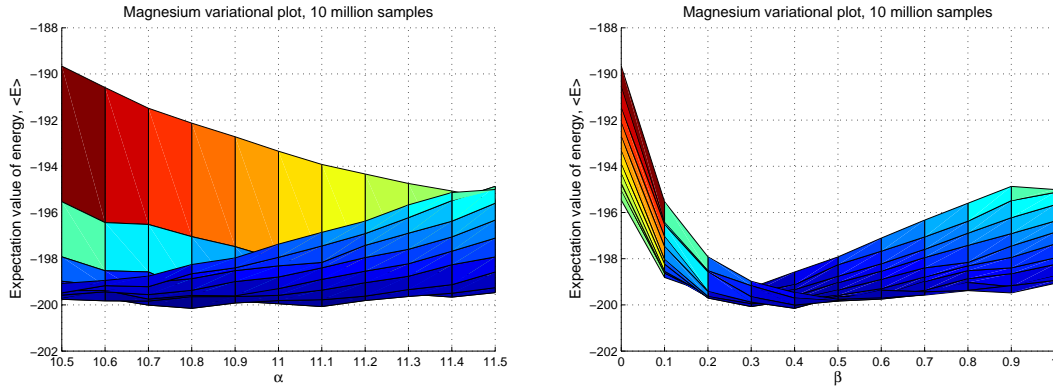 Magnesium variational plot, 10 million samples
Expectation value of energy, <E>
−188
−190
−192
−194
−196
−198
−200
−202
10.5 10.6 10.7 10.8 10.9 11.0 11.1 11.2 11.3 11.4 11.5
α
Magnesium variational plot, 10 million samples
Expectation value of energy, <E>
−188
−190
−192
−194
−196
−198
−200
−202
0 0.1 0.2 0.3 0.4 0.5 0.6 0.7 0.8 0.9 1
β